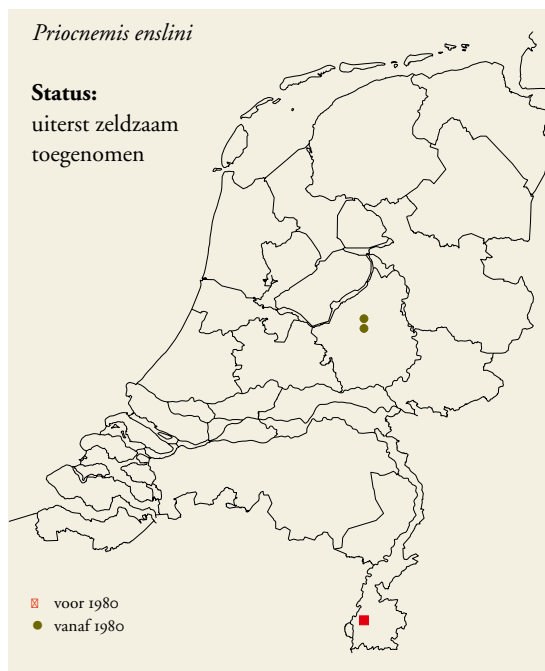 Priocnemis enslini
Status:
uiterst zeldzaam
toegenomen
voor 1980
vanaf 1980